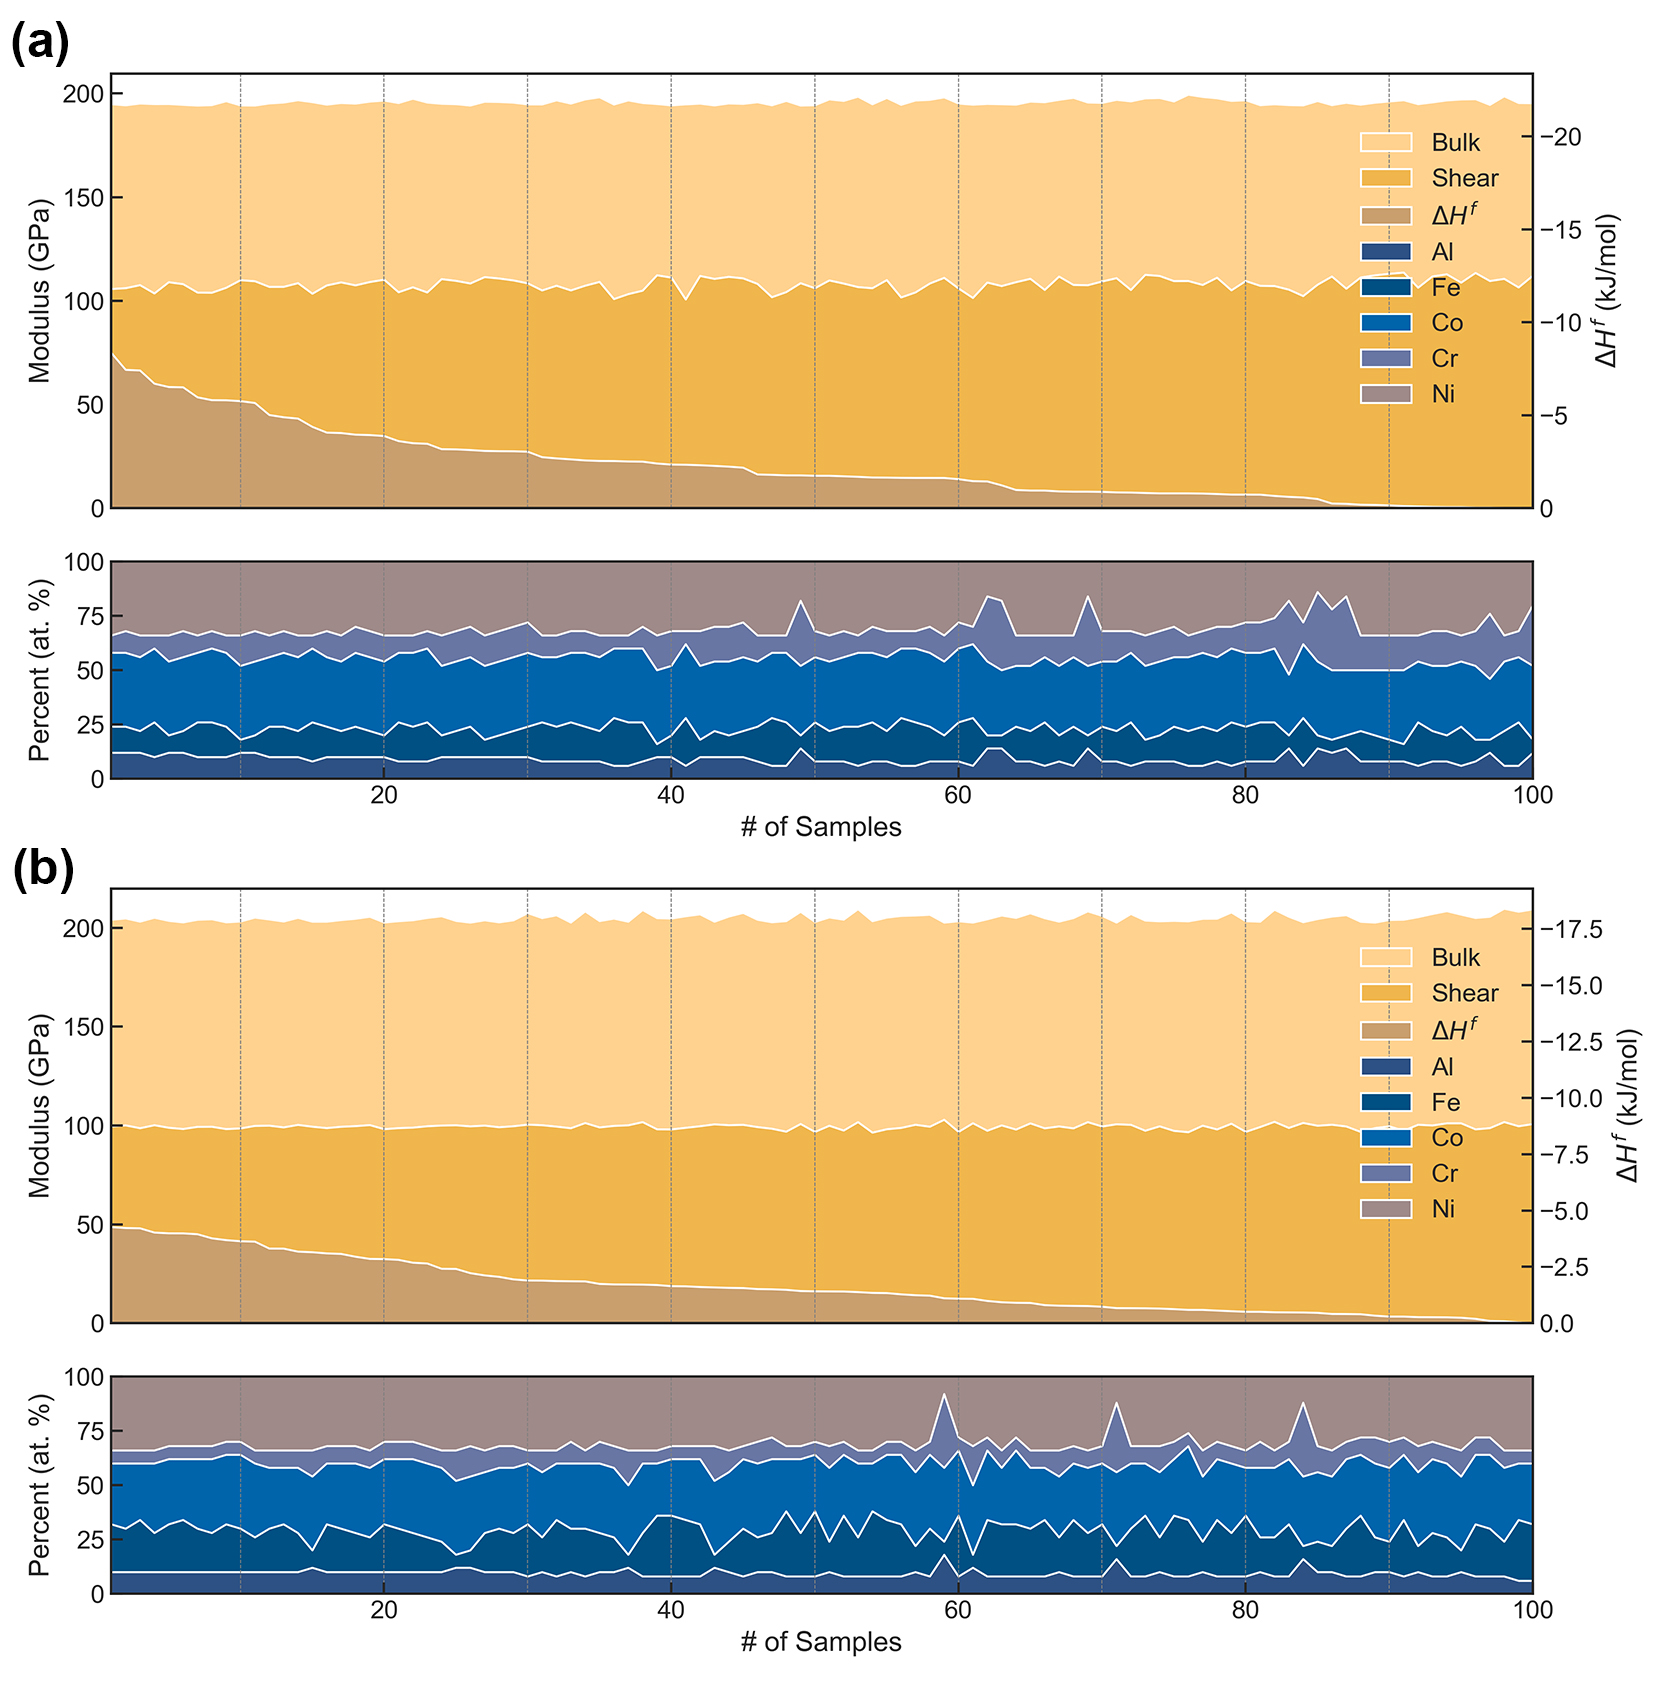 (a)
200
150
100
50
0
Modulus (GPa)
−20
−15
−10
−5
0
ΔH^f (kJ/mol)
Bulk
Shear
ΔH^f
Al
Fe
Co
Cr
Ni
100
75
50
25
0
Percent (at. %)
20 40 60 80 100
# of Samples
(b)
200
150
100
50
0
Modulus (GPa)
−17.5
−15.0
−12.5
−10.0
−7.5
−5.0
−2.5
0.0
ΔH^f (kJ/mol)
Bulk
Shear
ΔH^f
Al
Fe
Co
Cr
Ni
100
75
50
25
0
Percent (at. %)
20 40 60 80 100
# of Samples